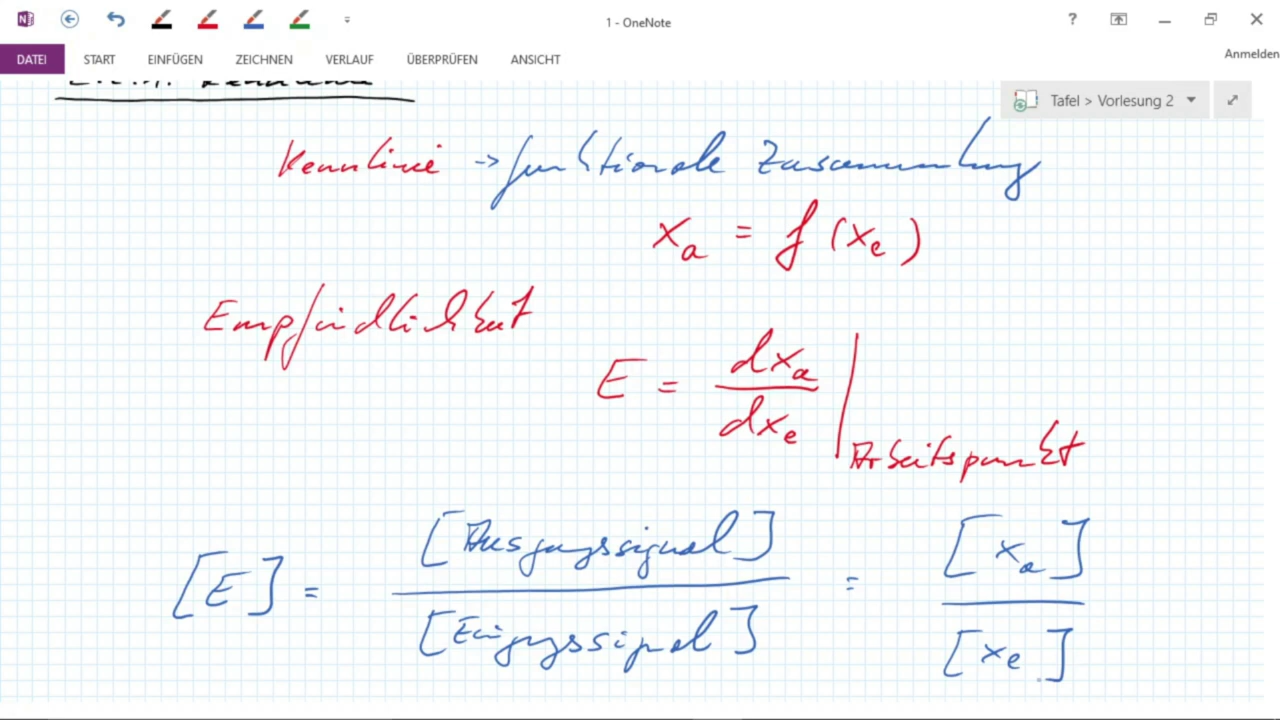 1 - OneNote
?
DATEI START EINFÜGEN ZEICHNEN VERLAUF ÜBERPRÜFEN ANSICHT
Anmelden
Tafel > Vorlesung 2
Kennlinie -> funktionale Zusammenhang
x_a = f(x_e)
Empfindlichkeit
E = dx_a / dx_e | Arbeitspunkt
[E] = [Ausgangssignal] / [Eingangssignal] = [x_a] / [x_e]